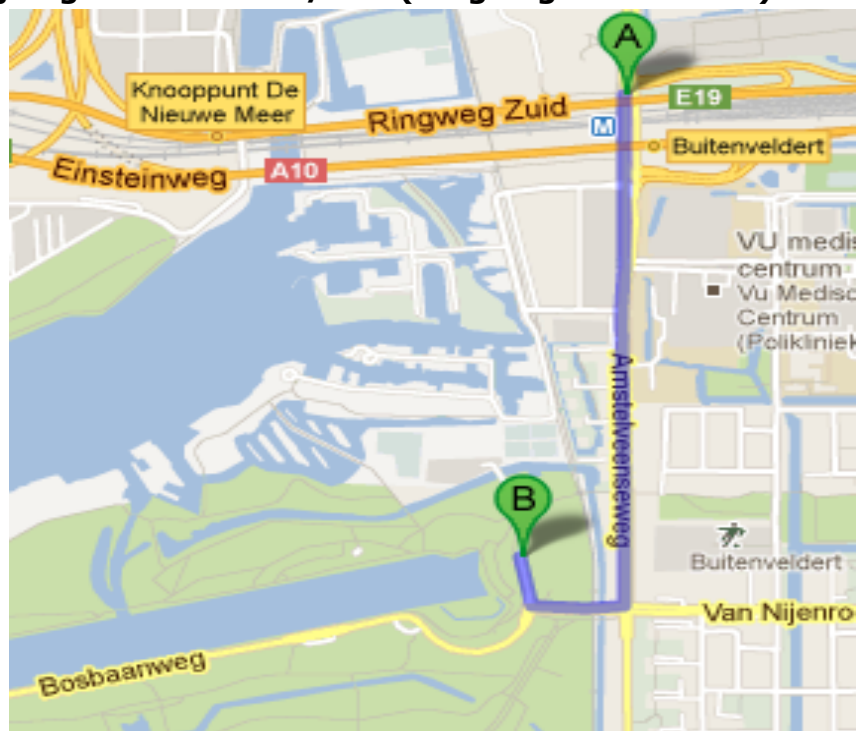 A
Knooppunt De
Nieuwe Meer
Ringweg Zuid
E19
M
Buitenveldert
Einsteinweg
A10
VU medis
centrum
Vu Medisc
Centrum
(Polikliniek
Amstelveenseweg
B
Buitenveldert
Van Nijenro
Bosbaanweg